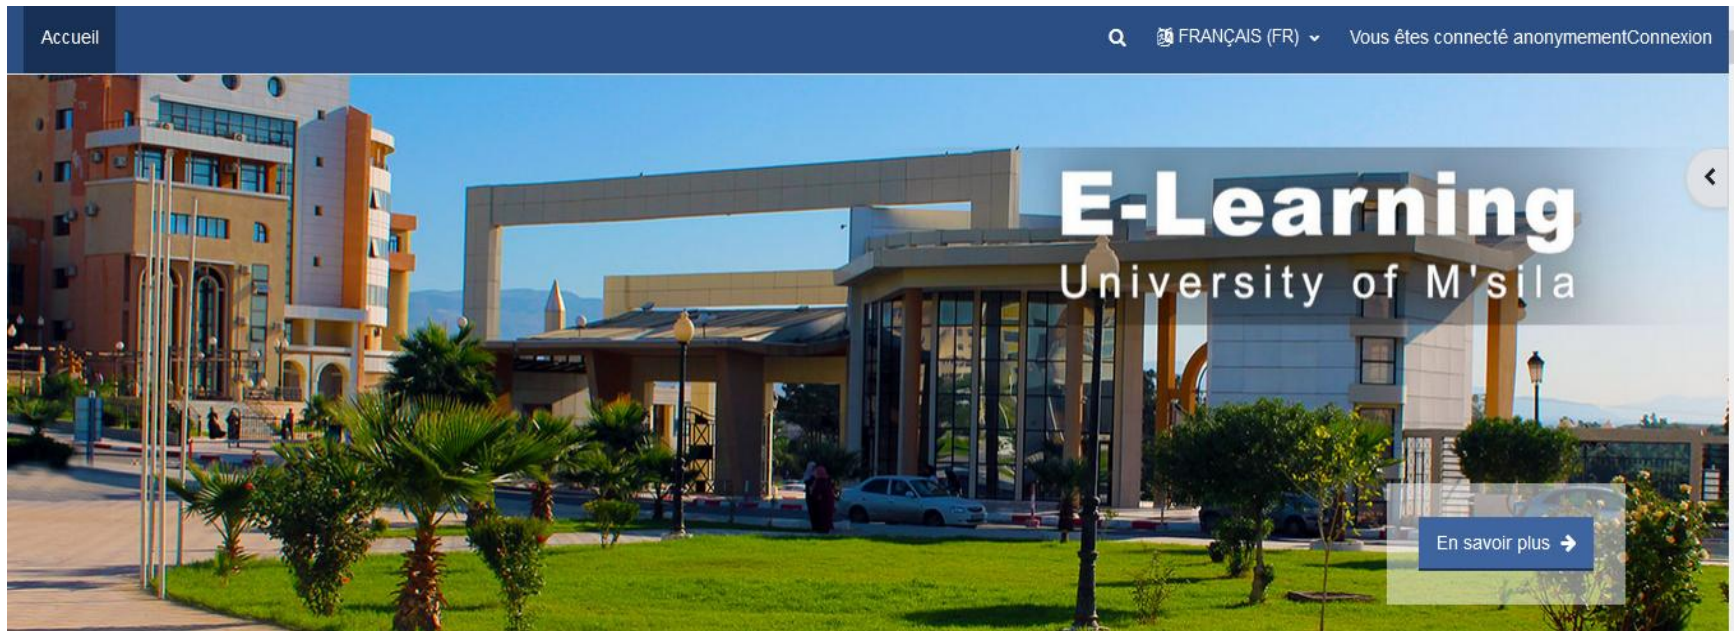 Accueil
FRANÇAIS (FR)
Vous êtes connecté anonymementConnexion
E-Learning
University of M'sila
En savoir plus